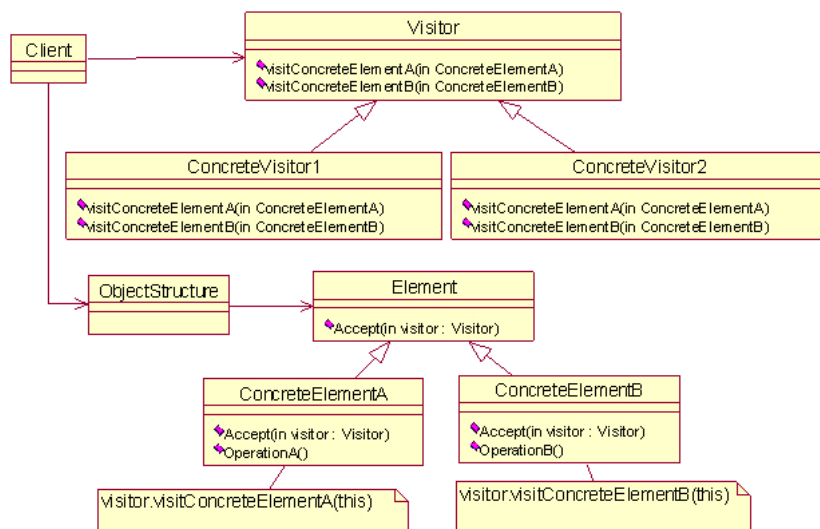 Visitor
Client
visitConcreteElementA(in ConcreteElementA)
visitConcreteElementB(in ConcreteElementB)
ConcreteVisitor1
visitConcreteElementA(in ConcreteElementA)
visitConcreteElementB(in ConcreteElementB)
ConcreteVisitor2
visitConcreteElementA(in ConcreteElementA)
visitConcreteElementB(in ConcreteElementB)
ObjectStructure
Element
Accept(in visitor : Visitor)
ConcreteElementA
Accept(in visitor : Visitor)
OperationA()
ConcreteElementB
Accept(in visitor : Visitor)
OperationB()
visitor.visitConcreteElementA(this)
visitor.visitConcreteElementB(this)